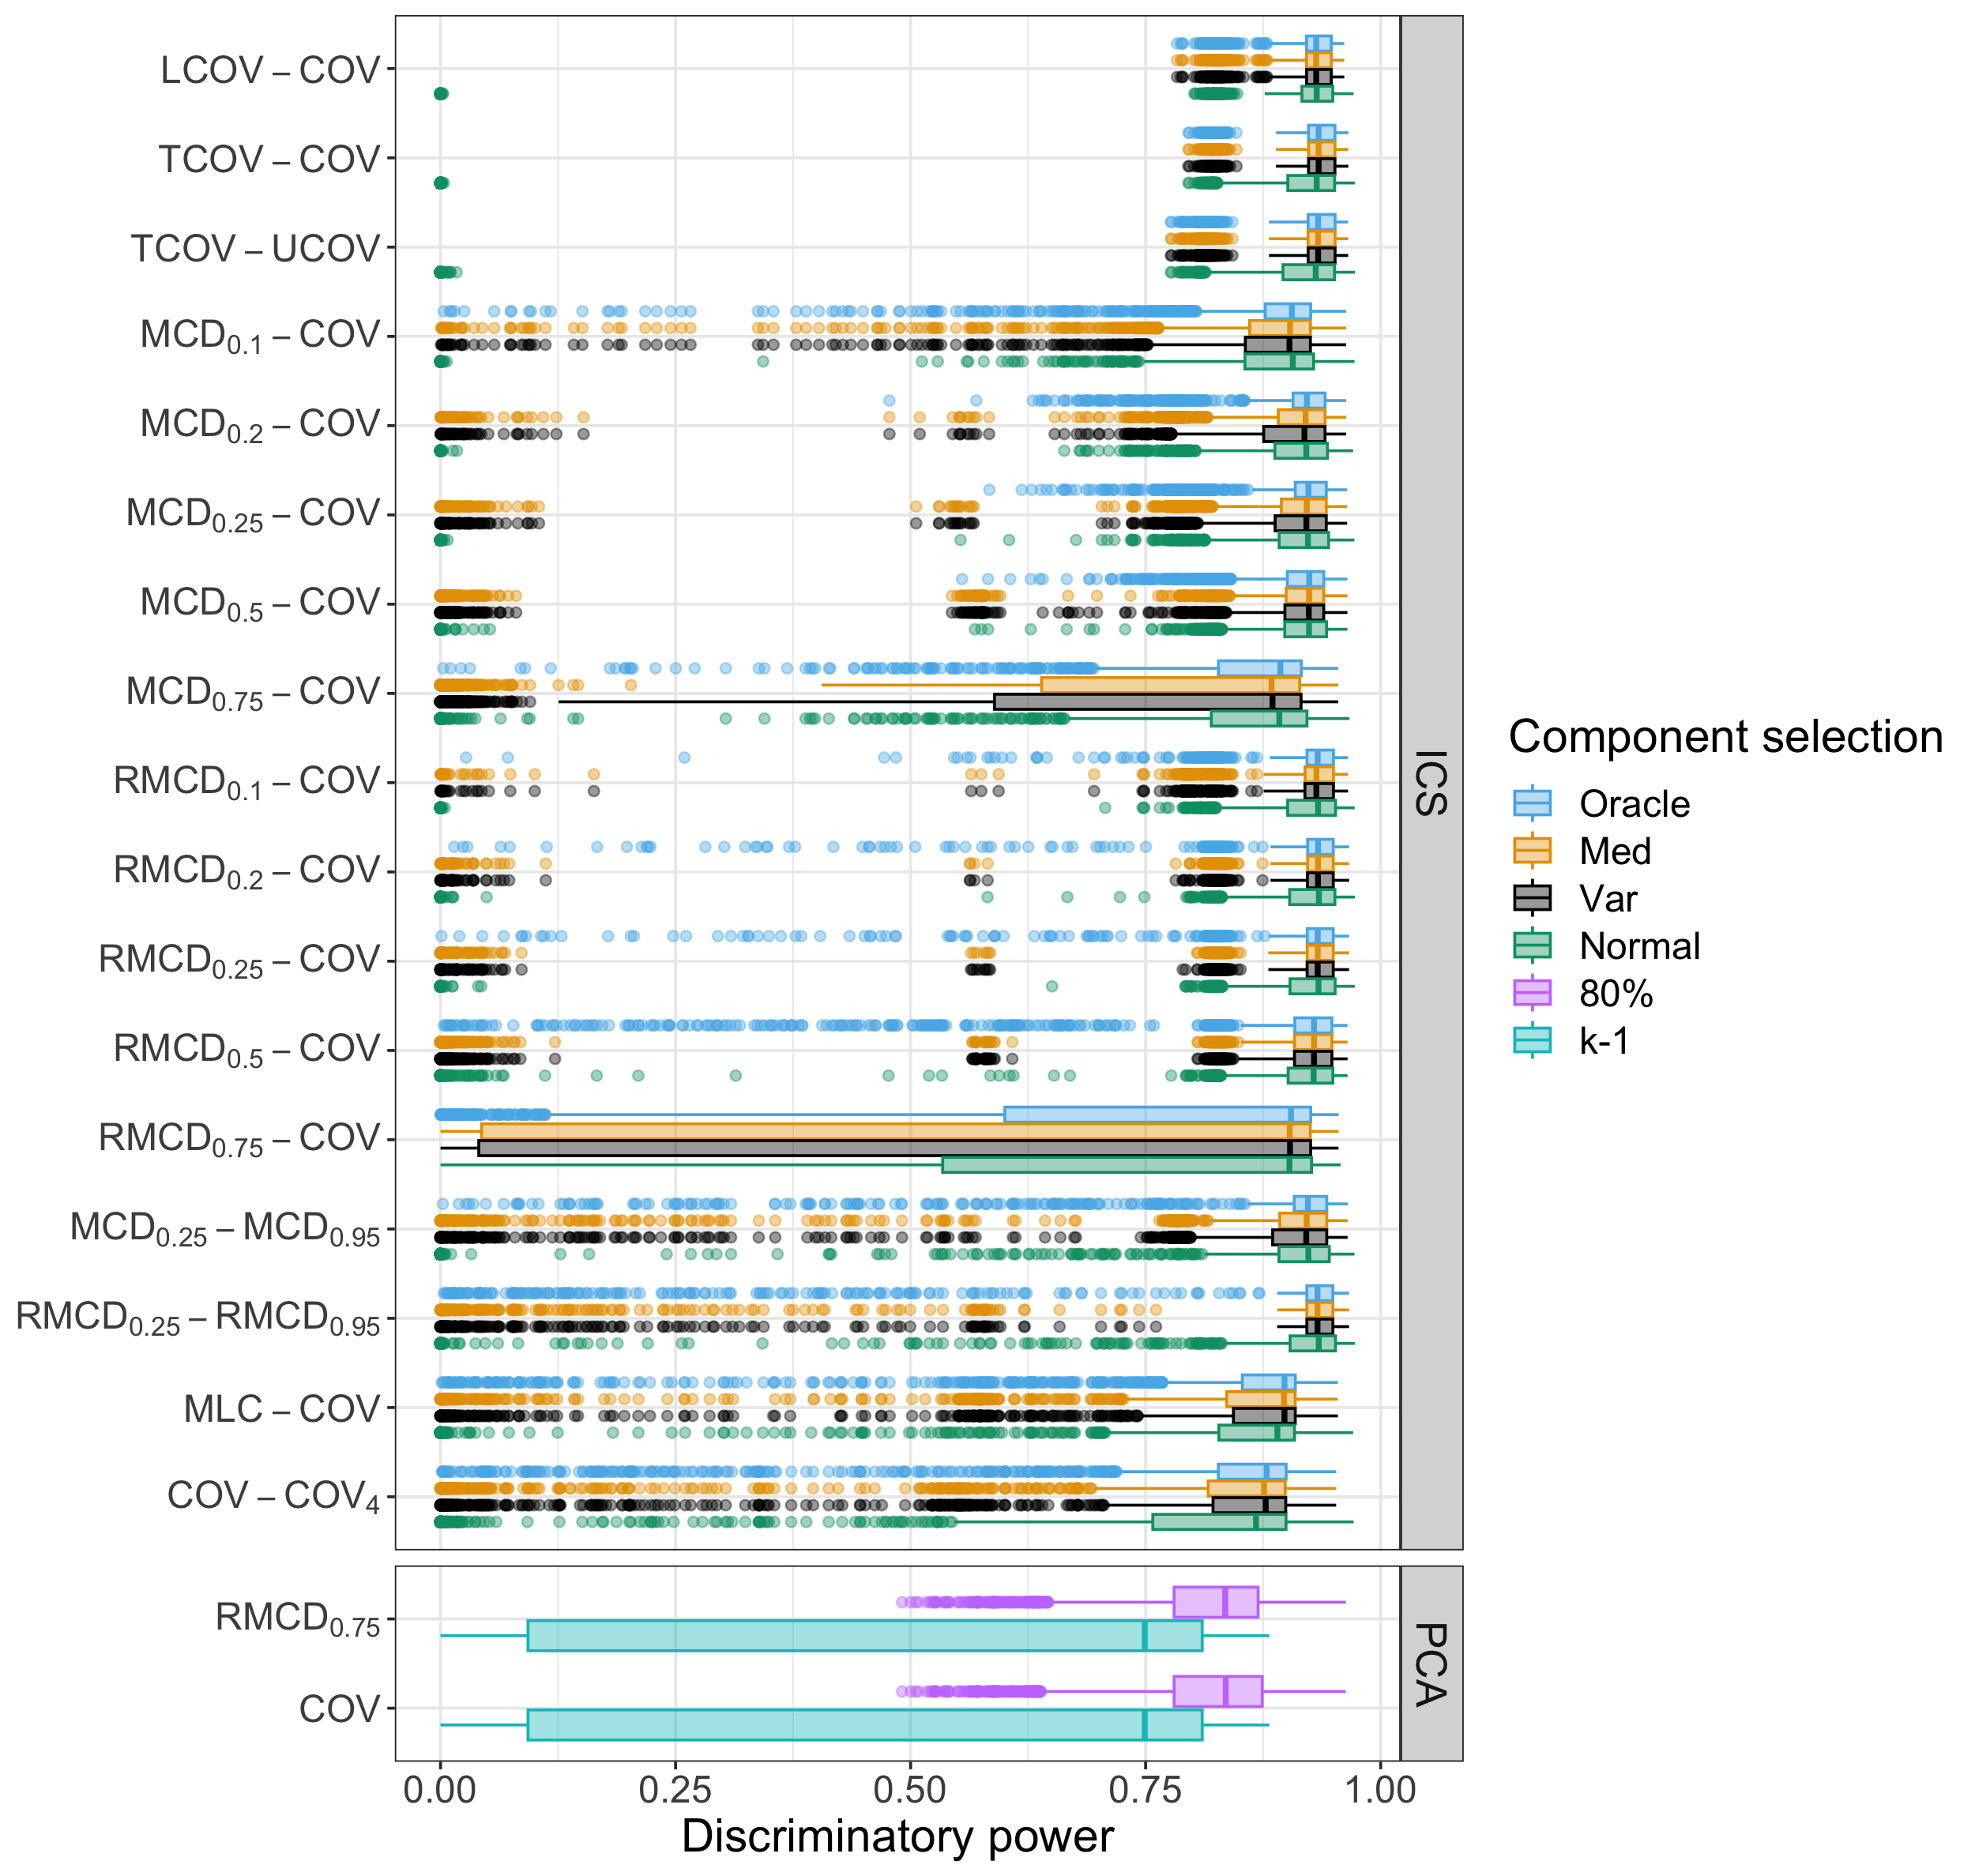 LCOV – COV
TCOV – COV
TCOV – UCOV
MCD0.1 – COV
MCD0.2 – COV
MCD0.25 – COV
MCD0.5 – COV
MCD0.75 – COV
RMCD0.1 – COV
RMCD0.2 – COV
RMCD0.25 – COV
RMCD0.5 – COV
RMCD0.75 – COV
MCD0.25 – MCD0.95
RMCD0.25 – RMCD0.95
MLC – COV
COV – COV4
ICS
RMCD0.75
COV
PCA
0.00 0.25 0.50 0.75 1.00
Discriminatory power
Component selection
Oracle
Med
Var
Normal
80%
k-1